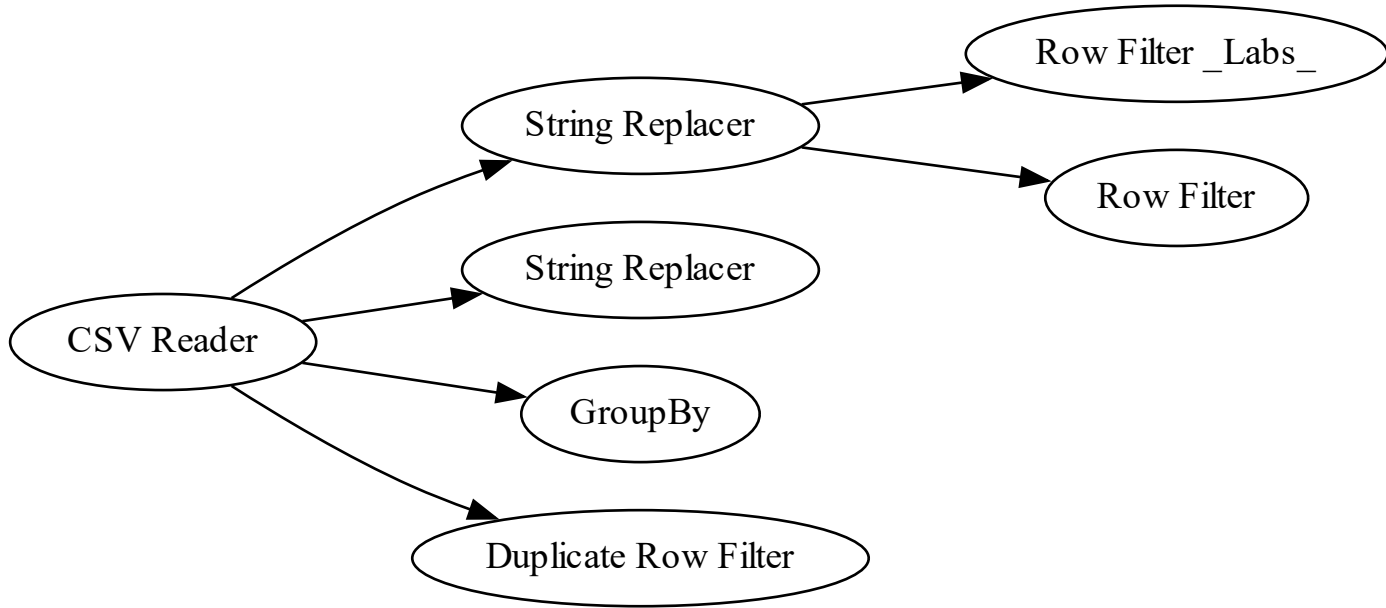 Row Filter _Labs_
String Replacer
Row Filter
String Replacer
CSV Reader
GroupBy
Duplicate Row Filter